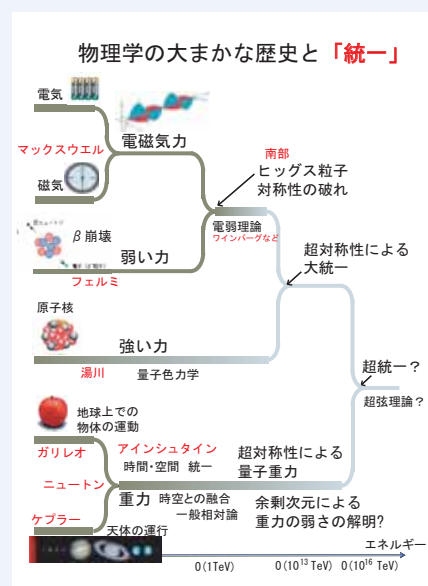 物理学の大まかな歴史と「統一」
電気
マックスウエル
電磁気力
磁気
南部
ヒッグス粒子
対称性の破れ
電弱理論
ワインバーグなど
β崩壊
弱い力
フェルミ
超対称性による
大統一
原子核
強い力
湯川
量子色力学
超統一？
超弦理論？
地球上での
物体の運動
ガリレオ
アインシュタイン
時間・空間 統一
超対称性による
量子重力
ニュートン
重力
時空との融合
一般相対論
余剰次元による
重力の弱さの解明?
ケプラー
天体の運行
エネルギー
O(1TeV)
O(10¹³ TeV)
O(10¹⁶ TeV)